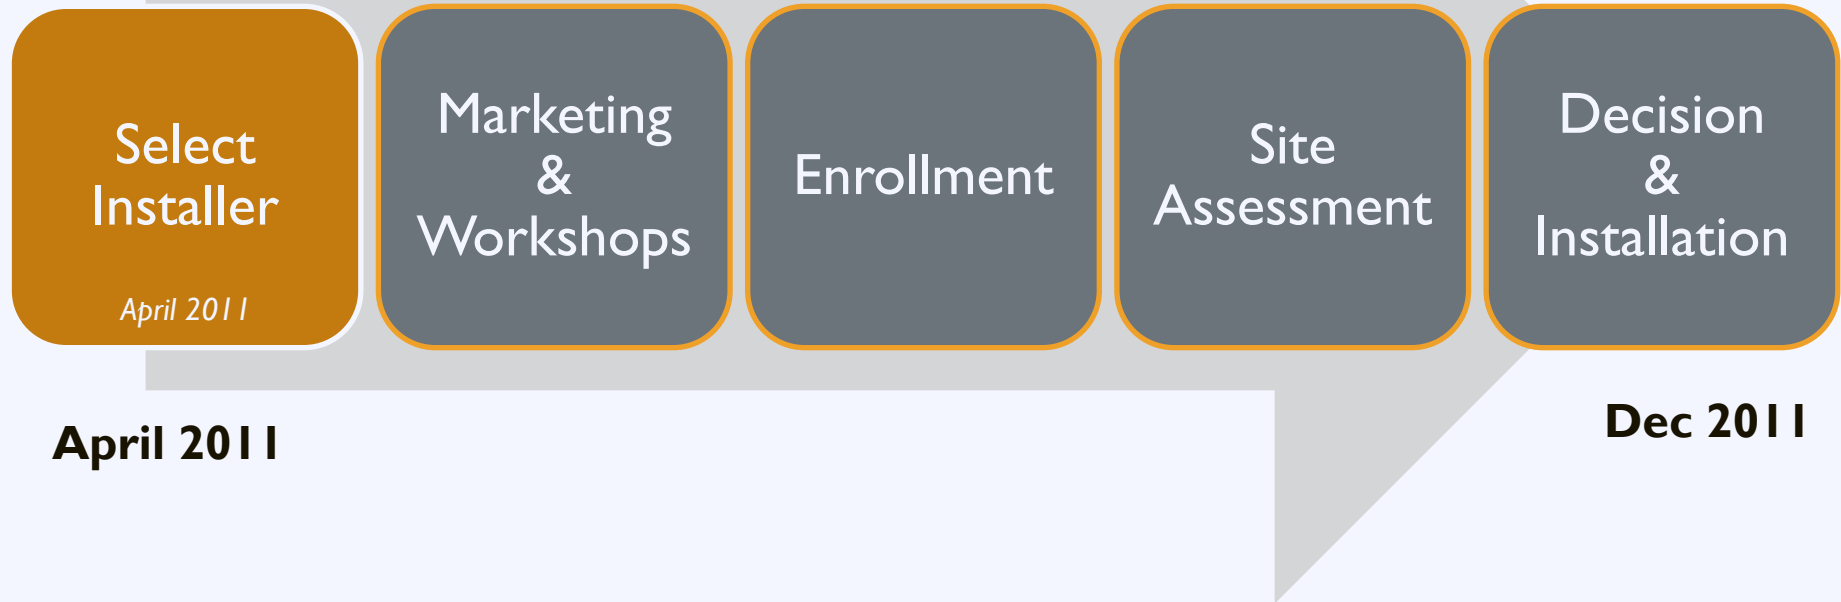 Select
Installer
April 2011
Marketing
&
Workshops
Enrollment
Site
Assessment
Decision
&
Installation
April 2011
Dec 2011